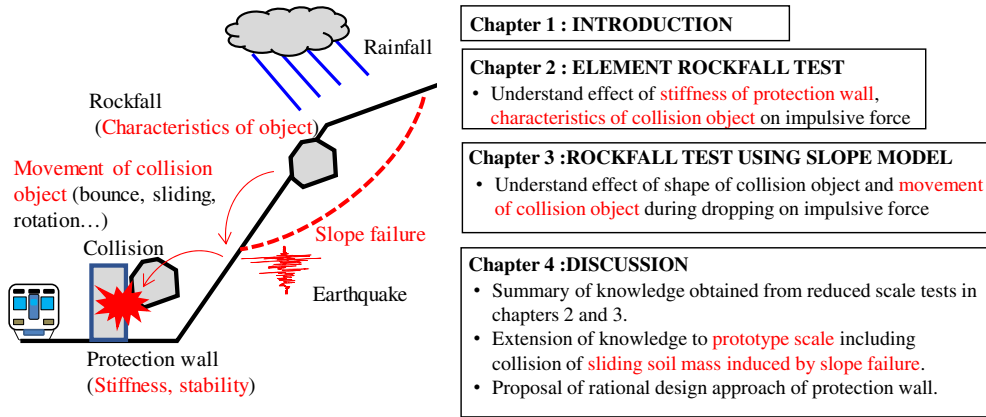 Rainfall
Rockfall
(Characteristics of object)
Movement of collision
object (bounce, sliding,
rotation…)
Collision
Slope failure
Earthquake
Protection wall
(Stiffness, stability)
Chapter 1 : INTRODUCTION
Chapter 2 : ELEMENT ROCKFALL TEST
• Understand effect of stiffness of protection wall,
characteristics of collision object on impulsive force
Chapter 3 :ROCKFALL TEST USING SLOPE MODEL
• Understand effect of shape of collision object and movement
of collision object during dropping on impulsive force
Chapter 4 :DISCUSSION
• Summary of knowledge obtained from reduced scale tests in
chapters 2 and 3.
• Extension of knowledge to prototype scale including
collision of sliding soil mass induced by slope failure.
• Proposal of rational design approach of protection wall.